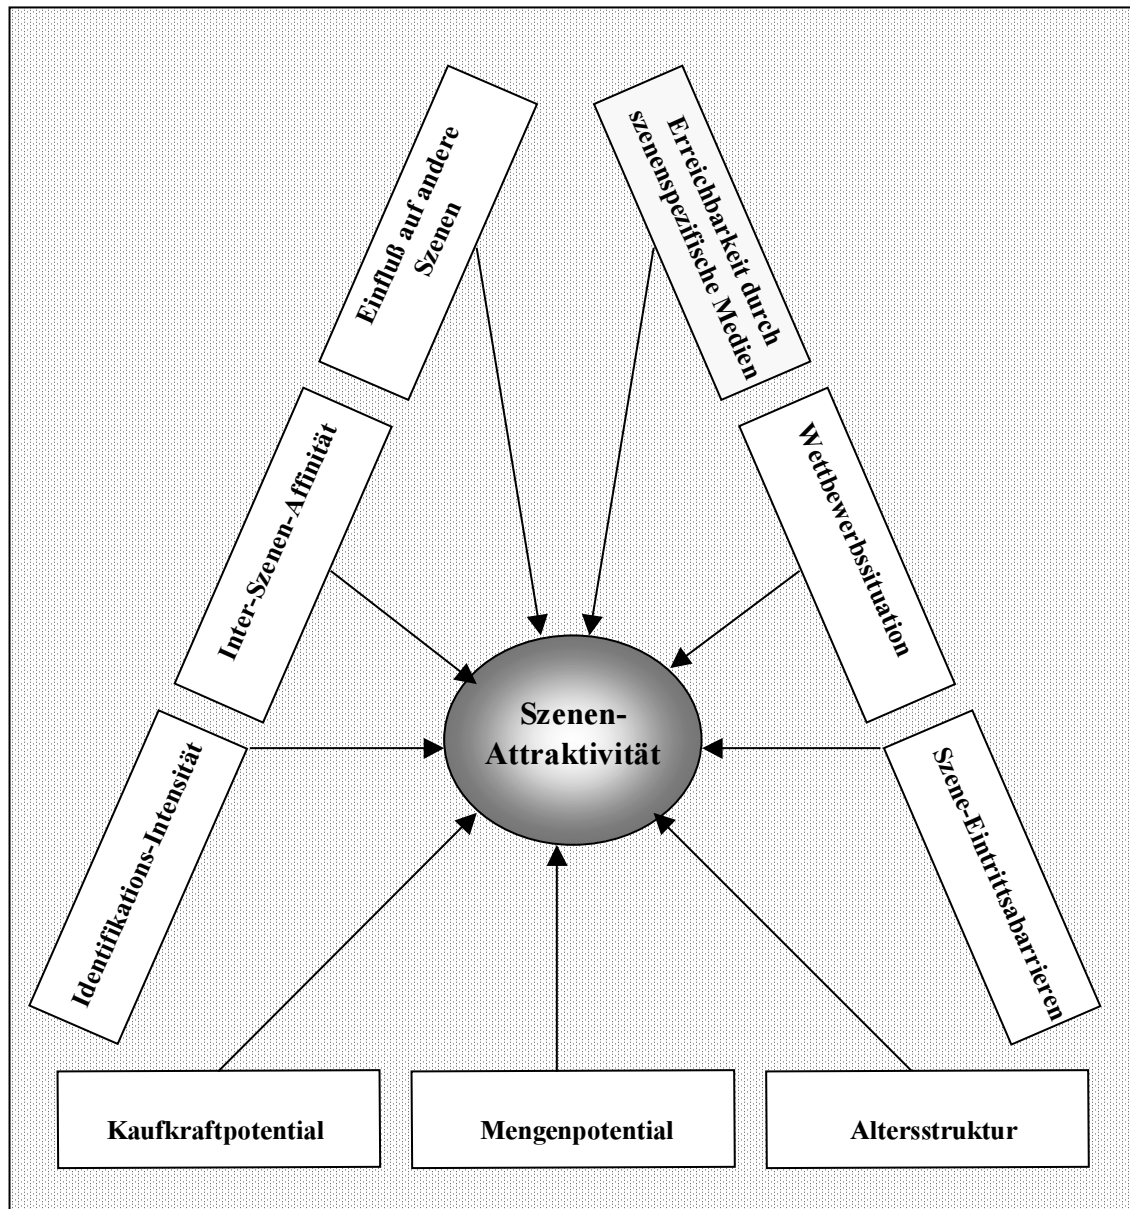 Einfluß auf andere
Szenen
Erreichbarkeit durch
szenenspezifische Medien
Inter-Szenen-Affinität
Wettbewerbssituation
Szenen-
Attraktivität
Identifikations-Intensität
Szene-Eintrittsabarrieren
Kaufkraftpotential
Mengenpotential
Altersstruktur